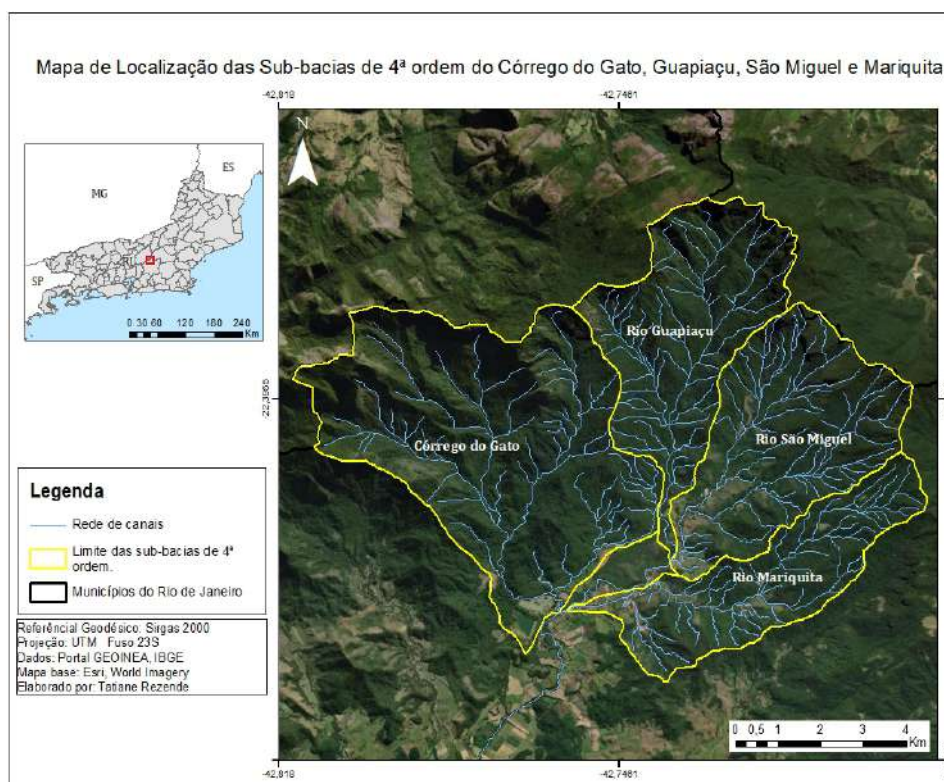 Mapa de Localização das Sub-bacias de 4ª ordem do Córrego do Gato, Guapiaçu, São Miguel e Mariquita
-42,818
-42,7461
N
ES
MG
RJ
SP
0 30 60 120 180 240
Km
Rio Guapiaçu
-22,3955
Córrego do Gato
Rio São Miguel
Rio Mariquita
Legenda
Rede de canais
Limite das sub-bacias de 4ª
ordem.
Municípios do Rio de Janeiro
Referêncial Geodésico: Sirgas 2000
Projeção: UTM Fuso 23S
Dados: Portal GEOINEA, IBGE
Mapa base: Esri, World Imagery
Elaborado por: Tatiane Rezende
0 0,5 1 2 3 4
Km
-42,818
-42,7461